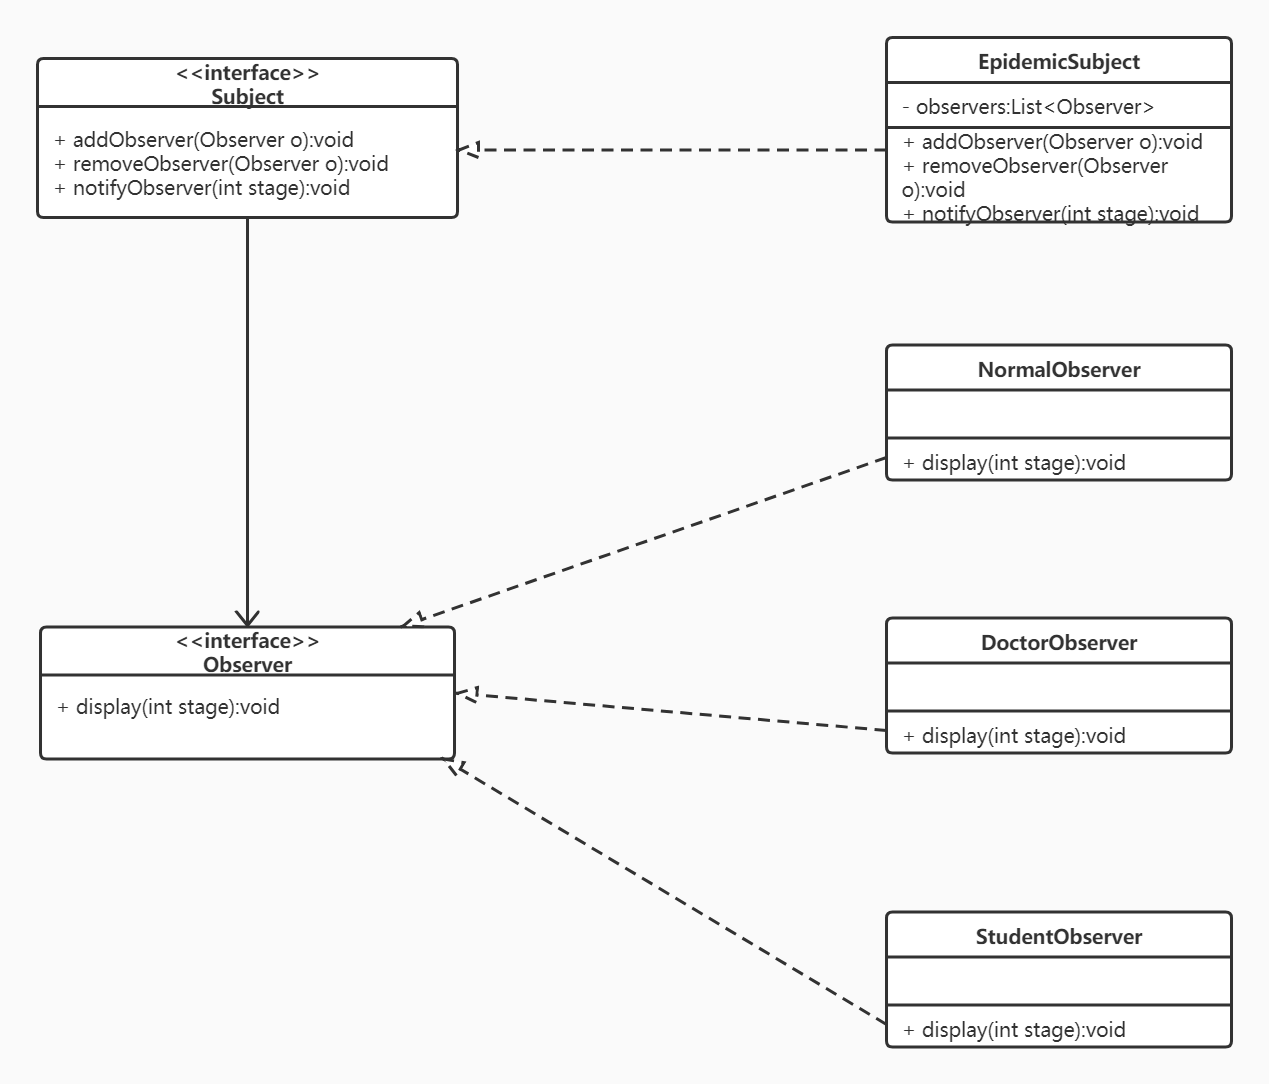 <<interface>>
Subject
+ addObserver(Observer o):void
+ removeObserver(Observer o):void
+ notifyObserver(int stage):void
EpidemicSubject
- observers:List<Observer>
+ addObserver(Observer o):void
+ removeObserver(Observer
o):void
+ notifyObserver(int stage):void
NormalObserver
+ display(int stage):void
<<interface>>
Observer
+ display(int stage):void
DoctorObserver
+ display(int stage):void
StudentObserver
+ display(int stage):void